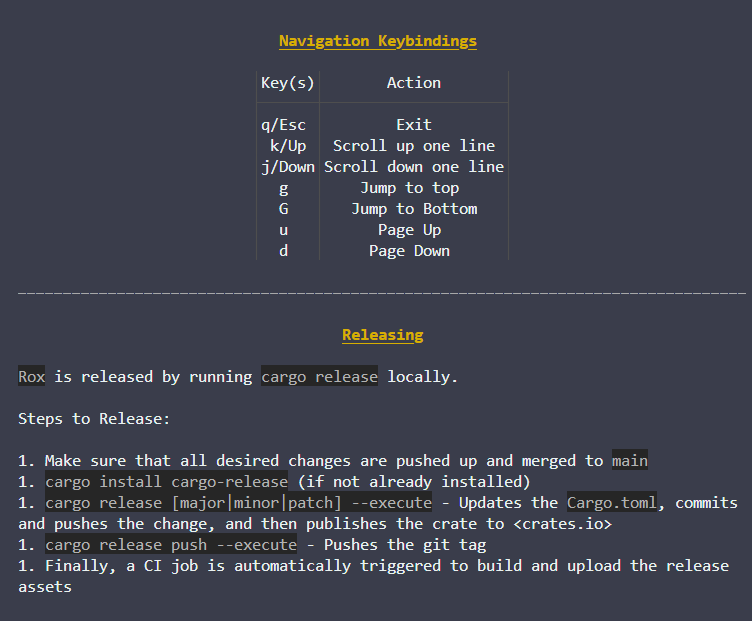 Navigation Keybindings
Key(s) Action
q/Esc Exit
k/Up Scroll up one line
j/Down Scroll down one line
g Jump to top
G Jump to Bottom
u Page Up
d Page Down
Releasing
Rox is released by running cargo release locally.
Steps to Release:
1. Make sure that all desired changes are pushed up and merged to main
1. cargo install cargo-release (if not already installed)
1. cargo release [major|minor|patch] --execute - Updates the Cargo.toml, commits
and pushes the change, and then publishes the crate to <crates.io>
1. cargo release push --execute - Pushes the git tag
1. Finally, a CI job is automatically triggered to build and upload the release
assets